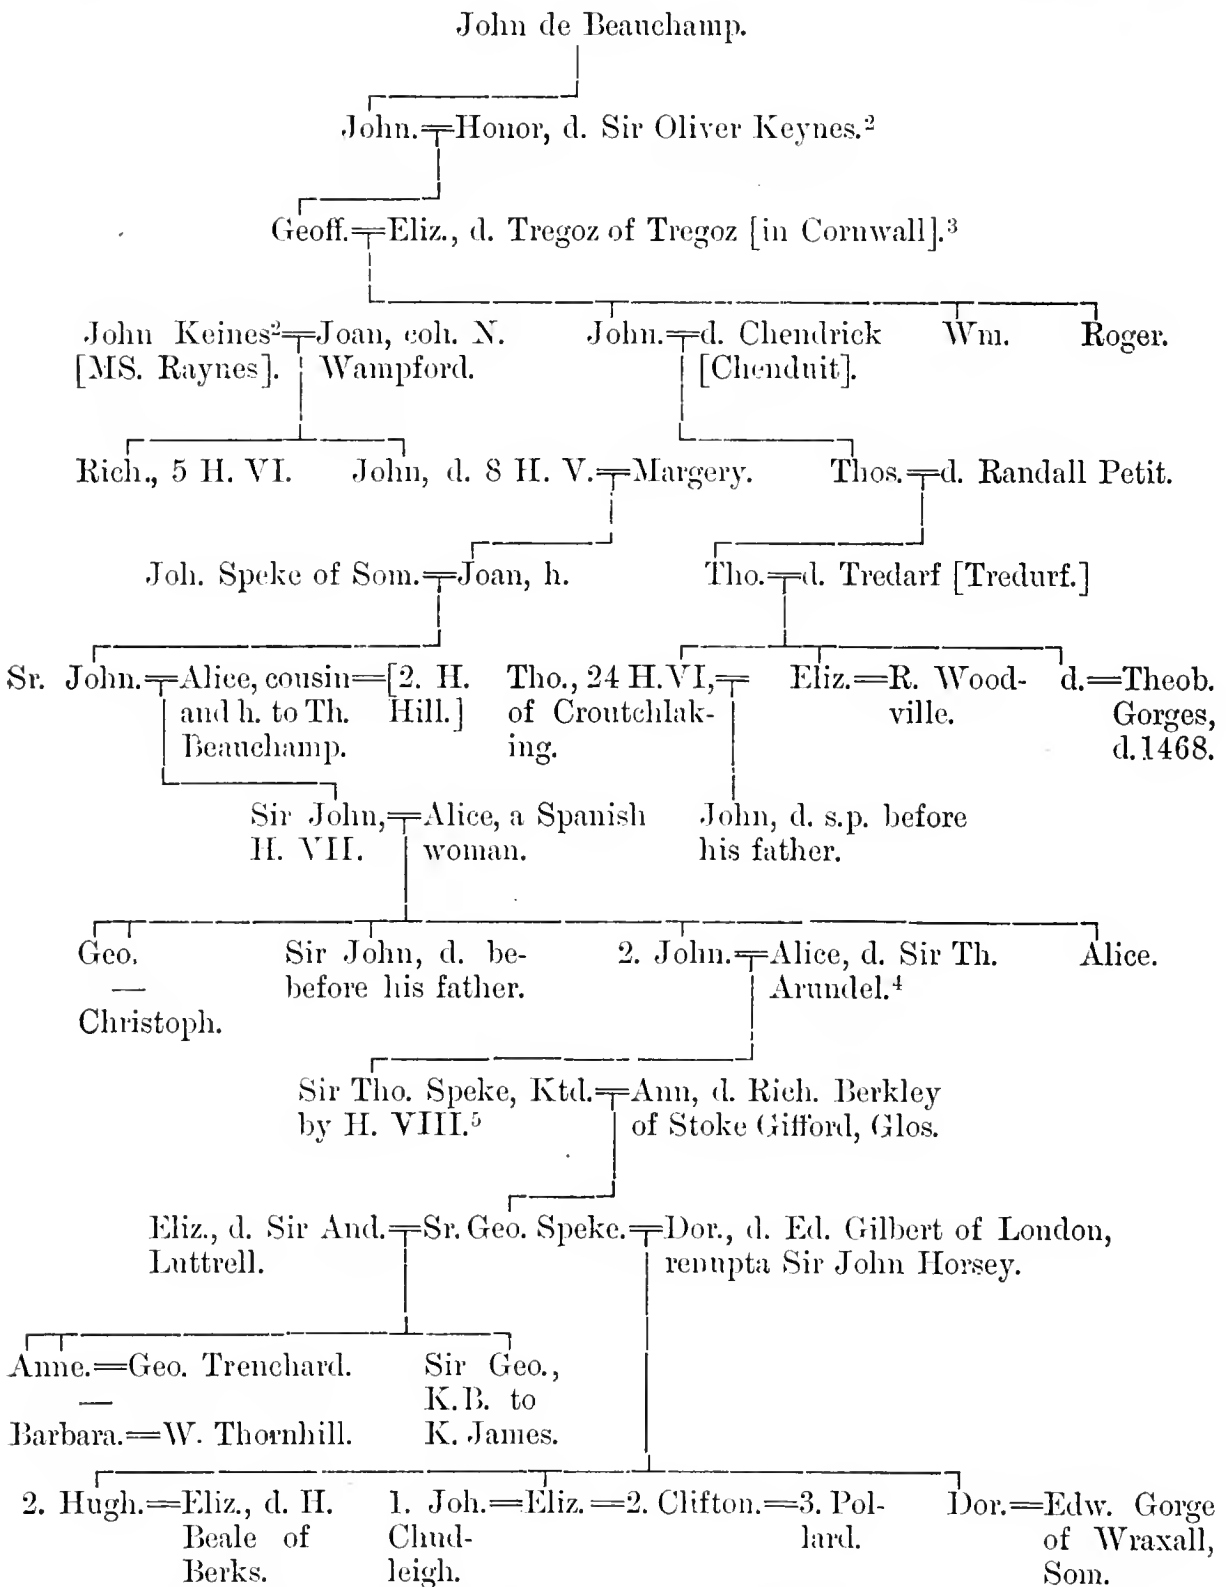 John de Beauchamp.
John.=Honor, d. Sir Oliver Keynes.²
Geoff.=Eliz., d. Tregoz of Tregoz [in Cornwall].³
John Keines²=Joan, coh. N. John.=d. Chendrick Wm. Roger.
[MS. Raynes]. Wampford. [Chenduit].
Rich., 5 H. VI. John, d. 8 H. V.=Margery. Thos.=d. Randall Petit.
Joh. Speke of Som.=Joan, h. Tho.=d. Tredarf [Tredurf.]
Sr. John.=Alice, cousin=[2. H. Tho., 24 H.VI,= Eliz.=R. Wood- d.=Theob.
and h. to Th. Hill.] of Croutchlak- ville. Gorges,
Beauchamp. ing. d.1468.
Sir John,=Alice, a Spanish John, d. s.p. before
H. VII. woman. his father.
Geo. Sir John, d. be- 2. John.=Alice, d. Sir Th. Alice.
— before his father. Arundel.⁴
Christoph.
Sir Tho. Speke, Ktd.=Ann, d. Rich. Berkley
by H. VIII.⁵ of Stoke Gifford, Glos.
Eliz., d. Sir And.=Sr. Geo. Speke.=Dor., d. Ed. Gilbert of London,
Luttrell. renupta Sir John Horsey.
Anne.=Geo. Trenchard. Sir Geo.,
— K.B. to
Barbara.=W. Thornhill. K. James.
2. Hugh.=Eliz., d. H. 1. Joh.=Eliz.=2. Clifton.=3. Pol- Dor.=Edw. Gorge
Beale of Chud- lard. of Wraxall,
Berks. leigh. Som.